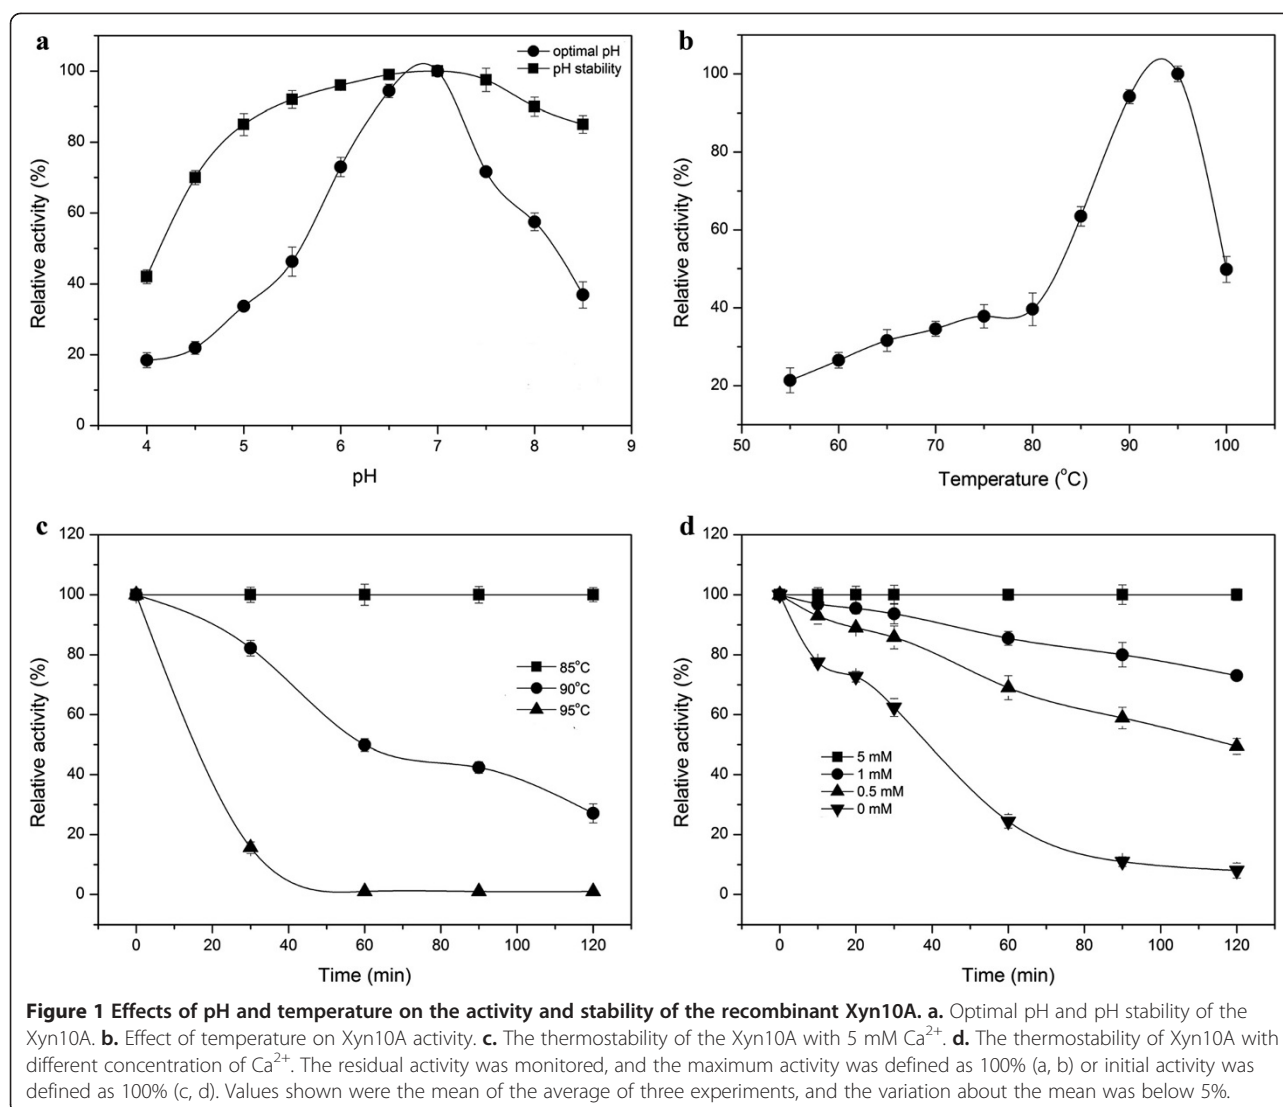 a
optimal pH
pH stability
Relative activity (%)
100
80
60
40
20
0
4
5
6
7
8
9
pH
b
Relative activity (%)
100
80
60
40
20
50
60
70
80
90
100
Temperature (°C)
c
Relative activity (%)
120
100
80
60
40
20
0
85°C
90°C
95°C
0
20
40
60
80
100
120
Time (min)
d
Relative activity (%)
120
100
80
60
40
20
0
5 mM
1 mM
0.5 mM
0 mM
0
20
40
60
80
100
120
Time (min)
Figure 1 Effects of pH and temperature on the activity and stability of the recombinant Xyn10A. a. Optimal pH and pH stability of the
Xyn10A. b. Effect of temperature on Xyn10A activity. c. The thermostability of the Xyn10A with 5 mM Ca²⁺. d. The thermostability of Xyn10A with
different concentration of Ca²⁺. The residual activity was monitored, and the maximum activity was defined as 100% (a, b) or initial activity was
defined as 100% (c, d). Values shown were the mean of the average of three experiments, and the variation about the mean was below 5%.